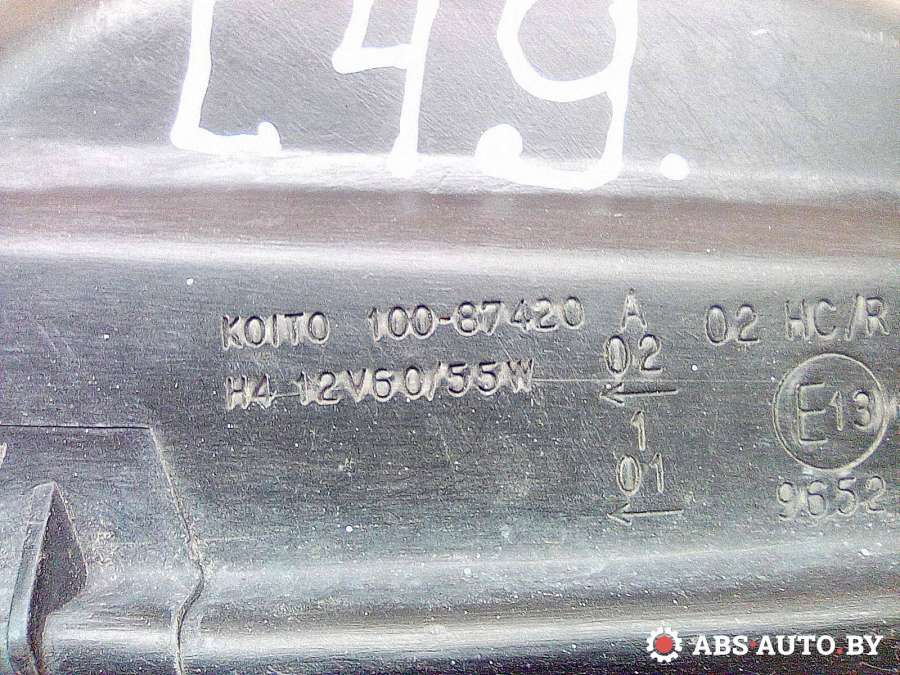 L49.
KOITO 100-87420 A 02 HC/R
H4 12V60/55W 02
←
1
01
←
E13
9652
ABS-AUTO.BY